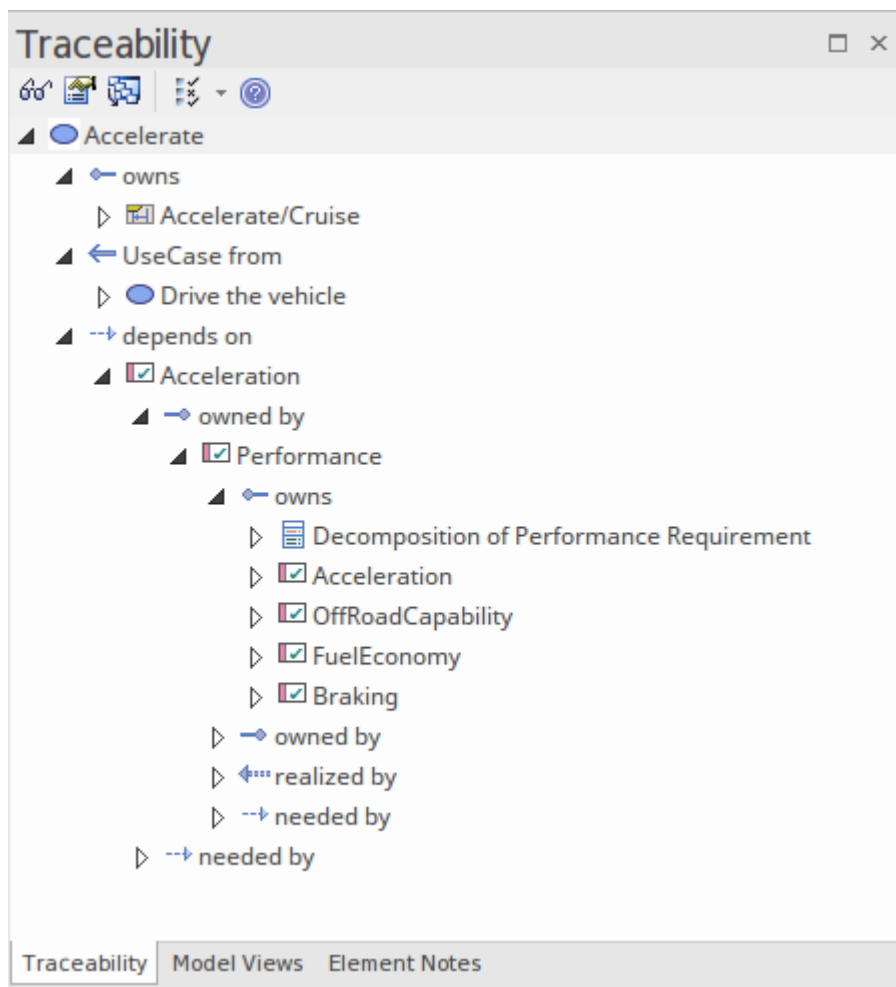 Traceability
Accelerate
owns
Accelerate/Cruise
UseCase from
Drive the vehicle
depends on
Acceleration
owned by
Performance
owns
Decomposition of Performance Requirement
Acceleration
OffRoadCapability
FuelEconomy
Braking
owned by
realized by
needed by
needed by
Traceability Model Views Element Notes